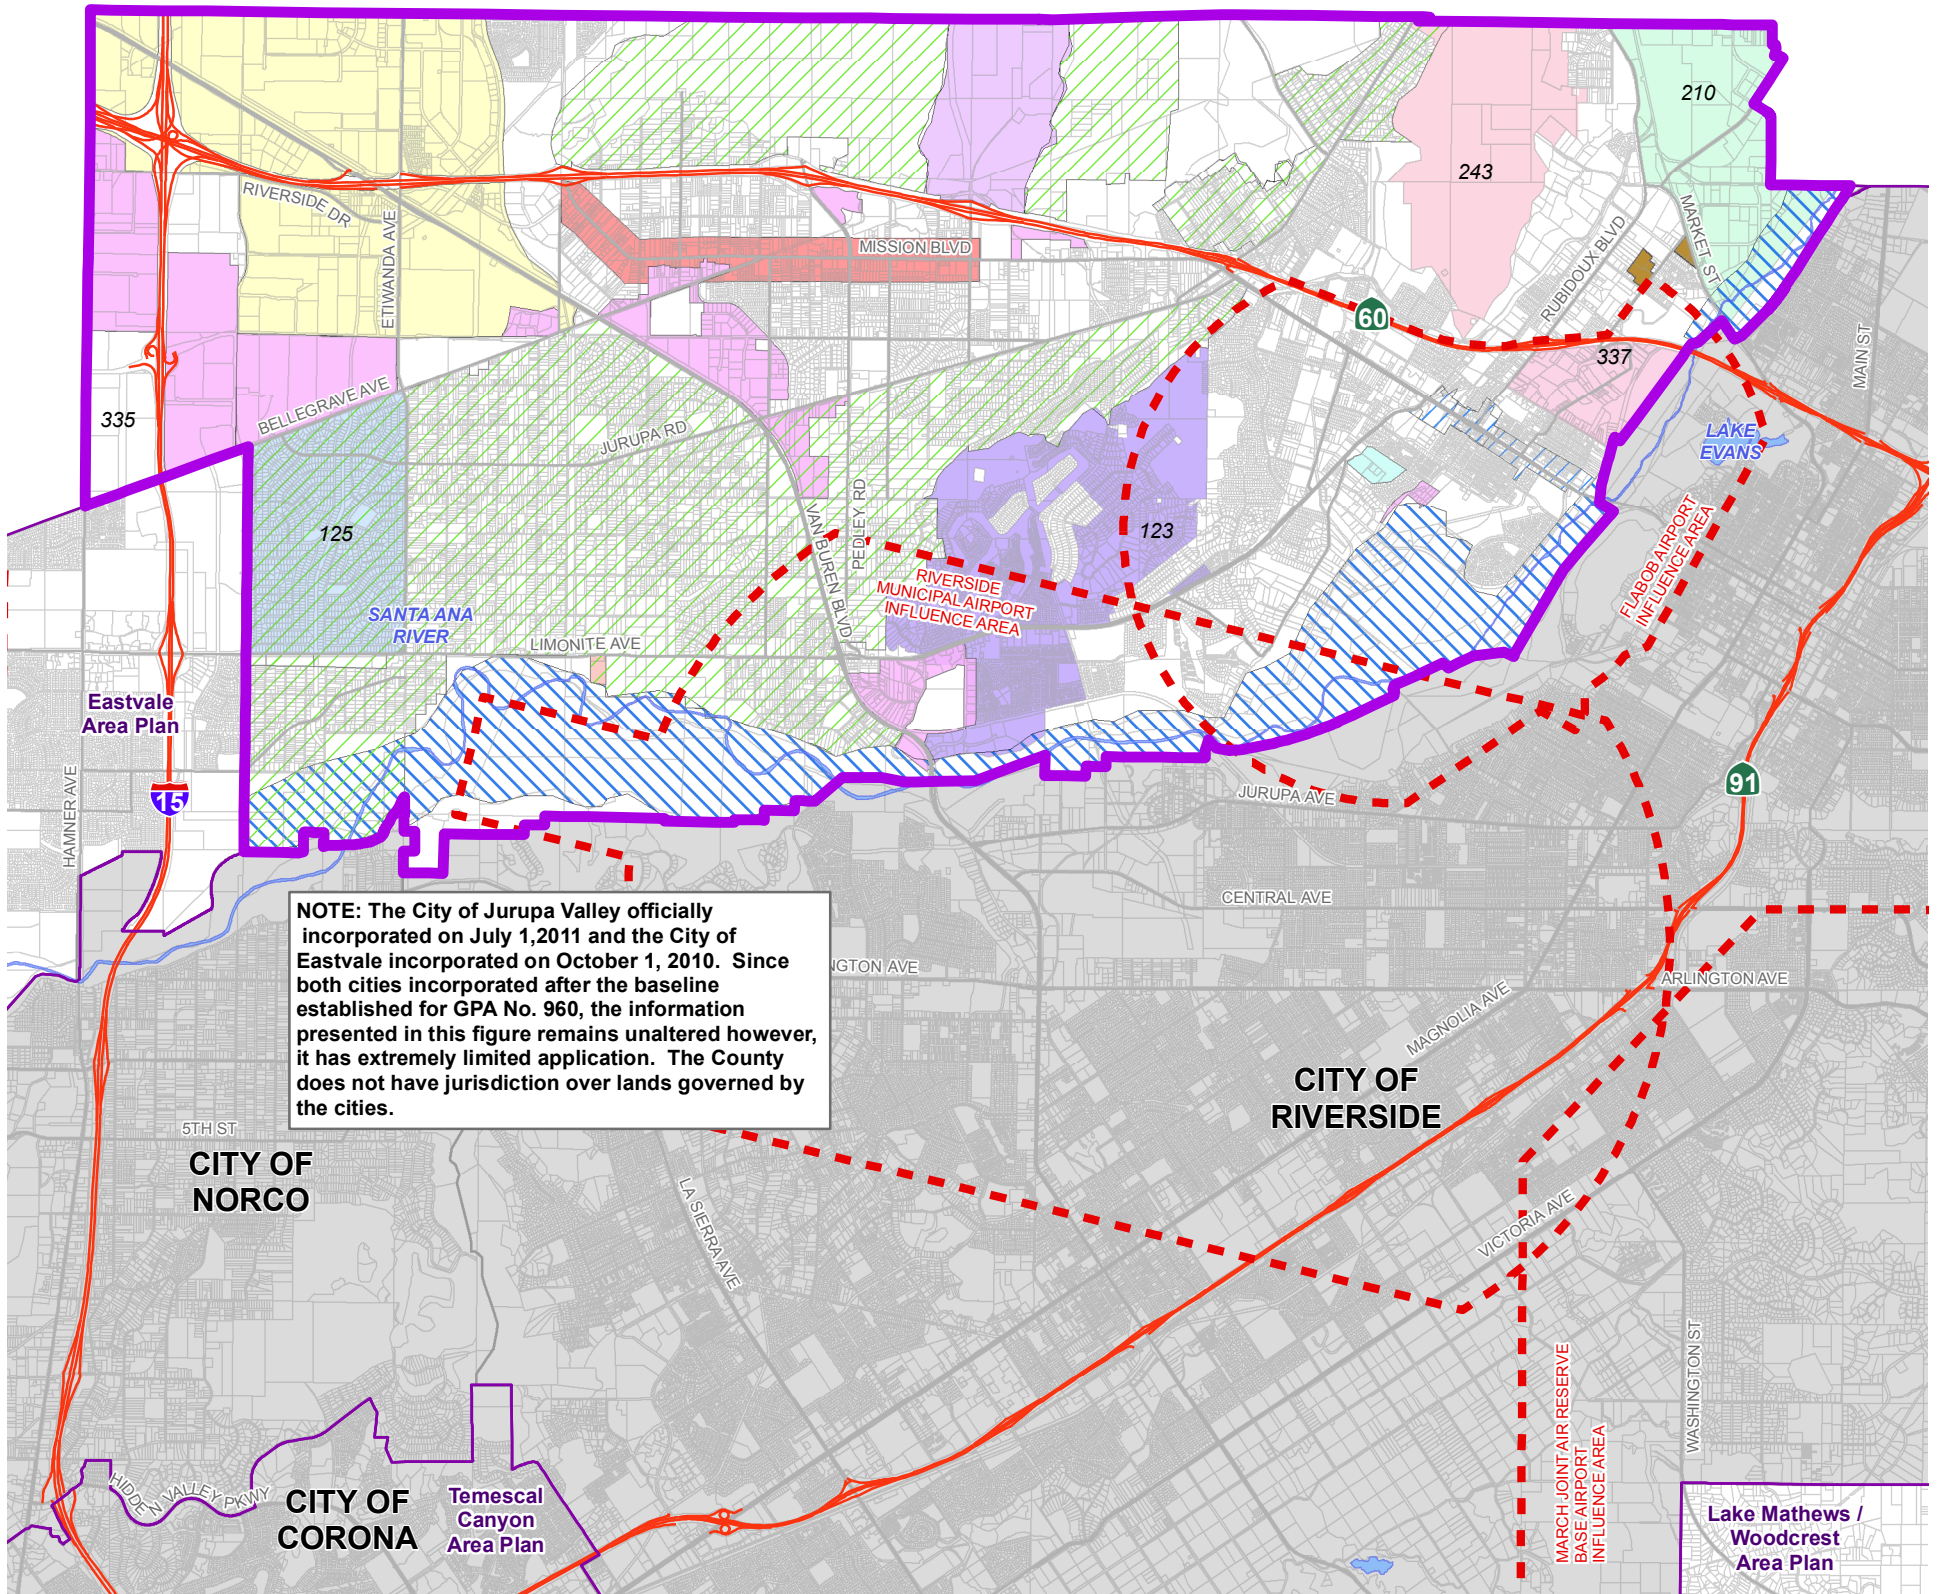 210
243
RIVERSIDE DR
ETIWANDA AVE
MISSION BLVD
MARKET ST
RUBIDOUX BLVD
60
337
MAIN ST
335
BELLEGRAVE AVE
JURUPA RD
LAKE
EVANS
125
PEDLEY RD
VAN BUREN BLVD
123
FLABOB AIRPORT
INFLUENCE AREA
RIVERSIDE
MUNICIPAL AIRPORT
INFLUENCE AREA
SANTA ANA
RIVER
LIMONITE AVE
Eastvale
Area Plan
HAMNER AVE
15
91
JURUPA AVE
CENTRAL AVE
NOTE: The City of Jurupa Valley officially
incorporated on July 1,2011 and the City of
Eastvale incorporated on October 1, 2010.  Since
both cities incorporated after the baseline
established for GPA No. 960, the information
presented in this figure remains unaltered however,
it has extremely limited application.  The County
does not have jurisdiction over lands governed by
the cities.
NGTON AVE
ARLINGTON AVE
MAGNOLIA AVE
CITY OF
RIVERSIDE
5TH ST
CITY OF
NORCO
LA SIERRA AVE
VICTORIA AVE
WASHINGTON ST
MARCH JOINT AIR RESERVE
BASE AIRPORT
INFLUENCE AREA
HIDDEN VALLEY PKWY
CITY OF
CORONA
Temescal
Canyon
Area Plan
Lake Mathews /
Woodcrest
Area Plan